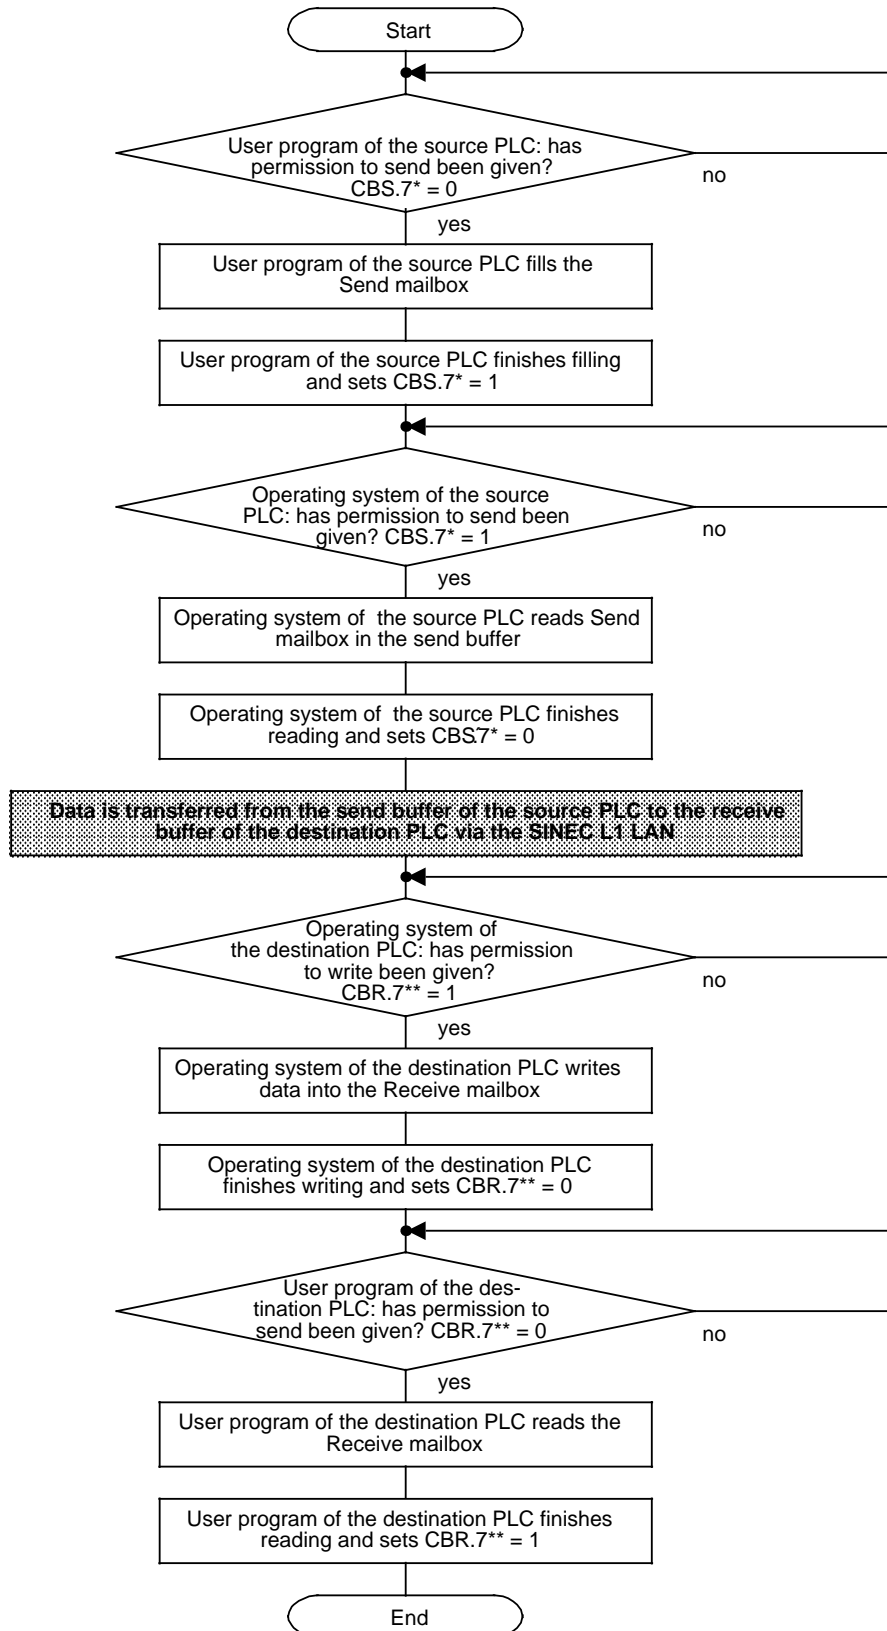 Start
User program of the source PLC: has
permission to send been given?
CBS.7* = 0
no
yes
User program of the source PLC fills the
Send mailbox
User program of the source PLC finishes filling
and sets CBS.7* = 1
Operating system of the source
PLC: has permission to send been
given? CBS.7* = 1
no
yes
Operating system of  the source PLC reads Send
mailbox in the send buffer
Operating system of  the source PLC finishes
reading and sets CBS.7* = 0
Data is transferred from the send buffer of the source PLC to the receive
buffer of the destination PLC via the SINEC L1 LAN
Operating system of
the destination PLC: has permission
to write been given?
CBR.7** = 1
no
yes
Operating system of the destination PLC writes
data into the Receive mailbox
Operating system of the destination PLC
finishes writing and sets CBR.7** = 0
User program of the des-
tination PLC: has permission to
send been given? CBR.7** = 0
no
yes
User program of the destination PLC reads the
Receive mailbox
User program of the destination PLC finishes
reading and sets CBR.7** = 1
End